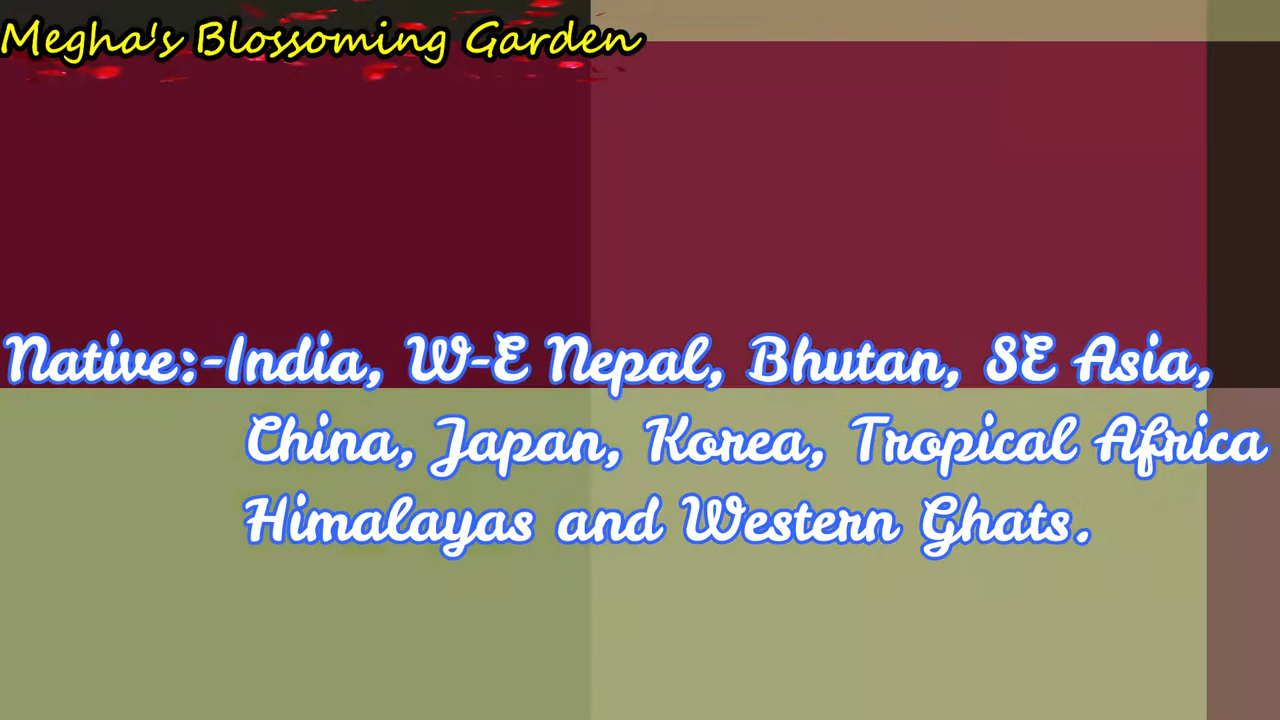 Megha's Blossoming Garden
Native:-India, W-E Nepal, Bhutan, SE Asia,
China, Japan, Korea, Tropical Africa
Himalayas and Western Ghats.